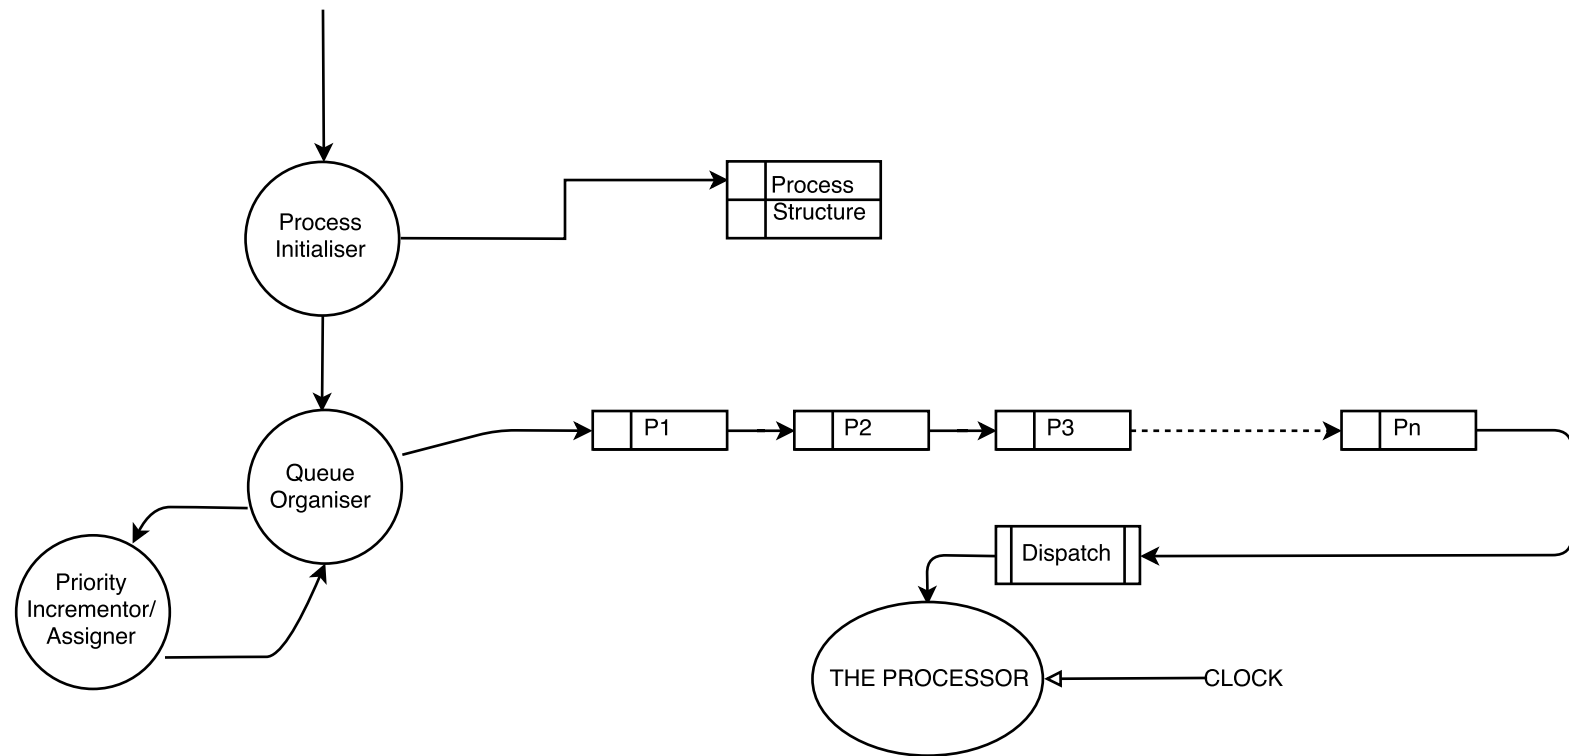 Process
Initialiser
Process
Structure
P1
P2
P3
Pn
Queue
Organiser
Dispatch
Priority
Incrementor/
Assigner
THE PROCESSOR
CLOCK